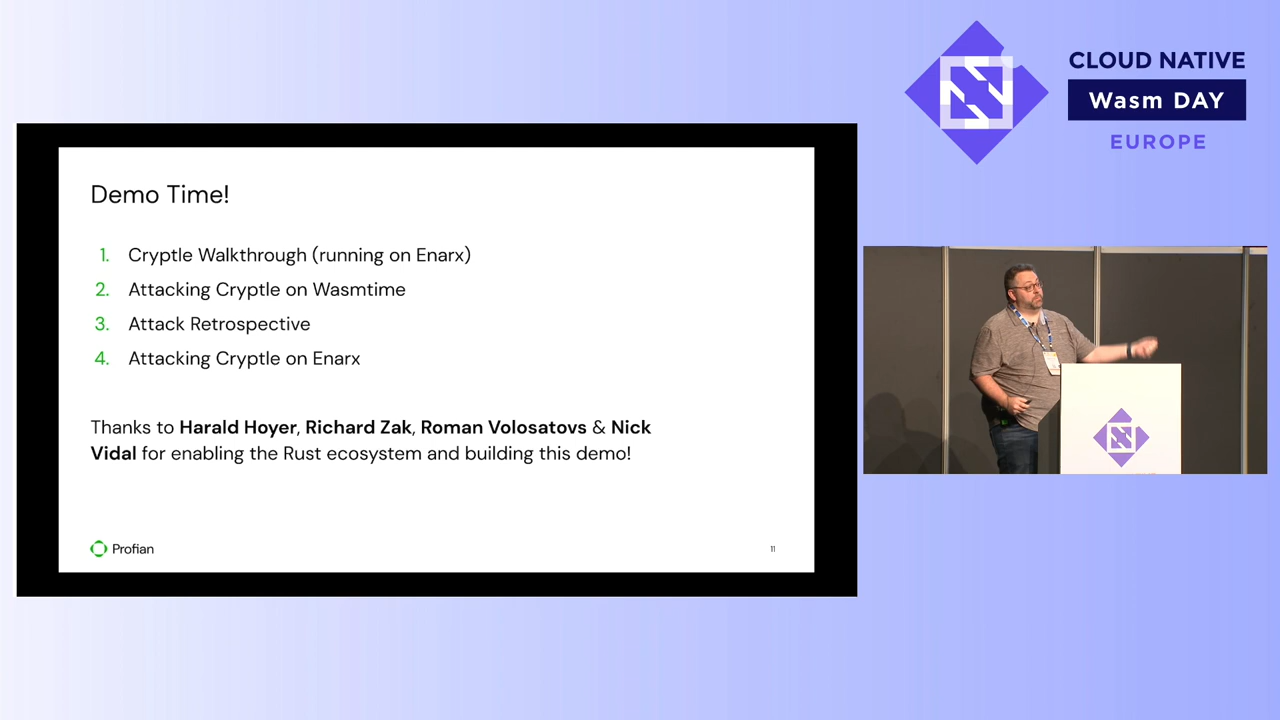 CLOUD NATIVE
Wasm DAY
EUROPE
Demo Time!
1. Cryptle Walkthrough (running on Enarx)
2. Attacking Cryptle on Wasmtime
3. Attack Retrospective
4. Attacking Cryptle on Enarx
Thanks to Harald Hoyer, Richard Zak, Roman Volosatovs & Nick
Vidal for enabling the Rust ecosystem and building this demo!
Profian
11